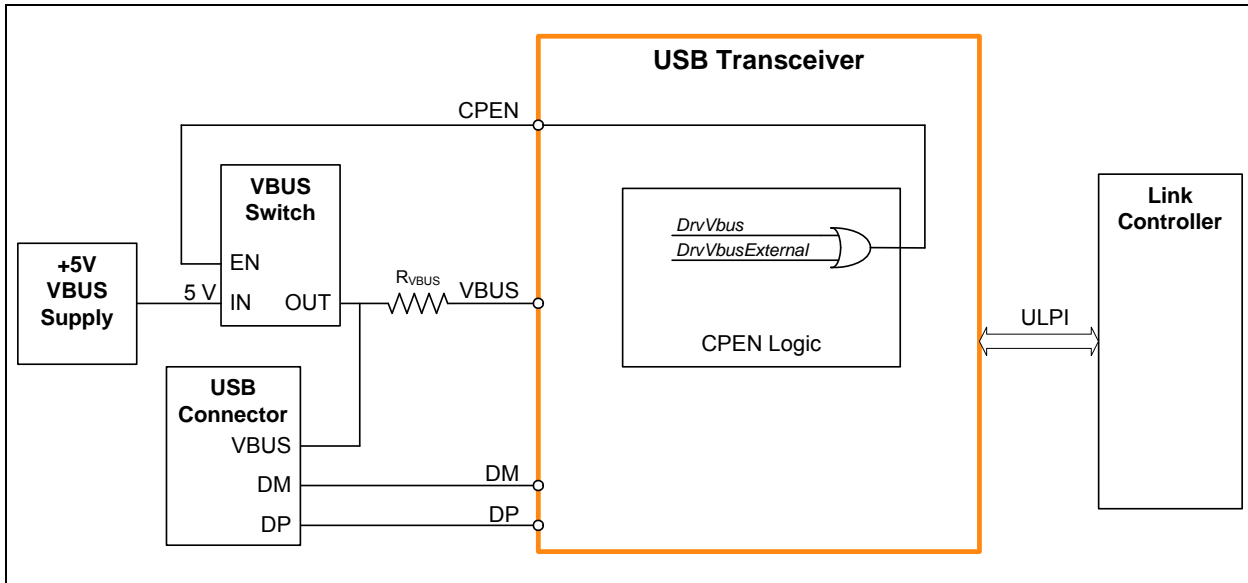 USB Transceiver
CPEN
VBUS
Switch
EN
5 V
IN
OUT
+5V
VBUS
Supply
RVBUS
VBUS
DrvVbus
DrvVbusExternal
CPEN Logic
Link
Controller
ULPI
USB
Connector
VBUS
DM
DP
DM
DP